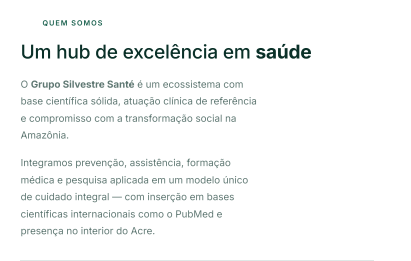 QUEM SOMOS
Um hub de excelência em saúde
O Grupo Silvestre Santé é um ecossistema com
base científica sólida, atuação clínica de referência
e compromisso com a transformação social na
Amazônia.
Integramos prevenção, assistência, formação
médica e pesquisa aplicada em um modelo único
de cuidado integral — com inserção em bases
científicas internacionais como o PubMed e
presença no interior do Acre.